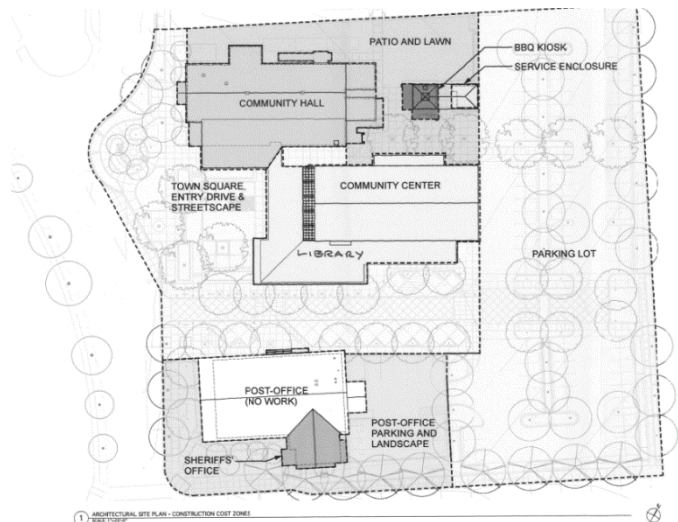 PATIO AND LAWN
BBQ KIOSK
SERVICE ENCLOSURE
COMMUNITY HALL
TOWN SQUARE,
ENTRY DRIVE &
STREETSCAPE
COMMUNITY CENTER
LIBRARY
PARKING LOT
POST-OFFICE
(NO WORK)
POST-OFFICE
PARKING AND
LANDSCAPE
SHERIFFS'
OFFICE
1 ARCHITECTURAL SITE PLAN - CONSTRUCTION COST ZONES